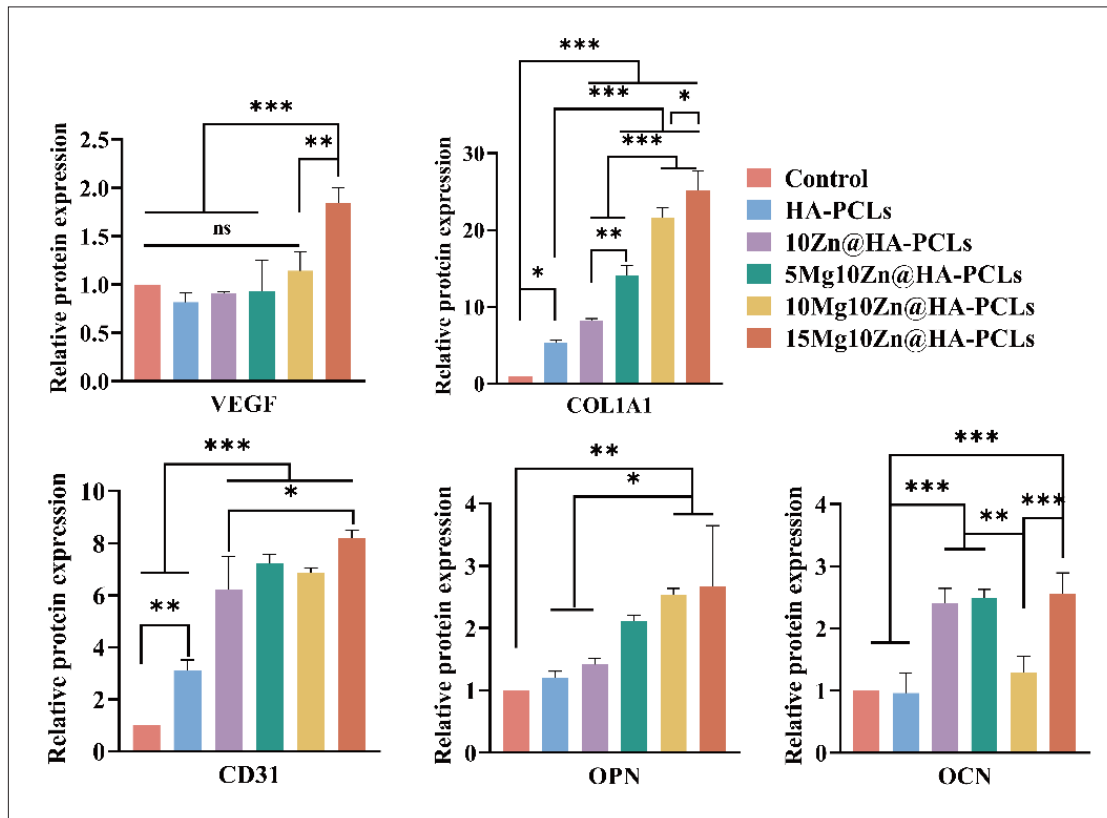 ***
**
ns
Relative protein expression
2.5
2.0
1.5
1.0
0.5
0.0
VEGF
***
***
*
***
**
*
Relative protein expression
30
20
10
0
COL1A1
Control
HA-PCLs
10Zn@HA-PCLs
5Mg10Zn@HA-PCLs
10Mg10Zn@HA-PCLs
15Mg10Zn@HA-PCLs
***
*
**
Relative protein expression
10
8
6
4
2
0
CD31
**
*
Relative protein expression
4
3
2
1
0
OPN
***
***
***
**
Relative protein expression
4
3
2
1
0
OCN